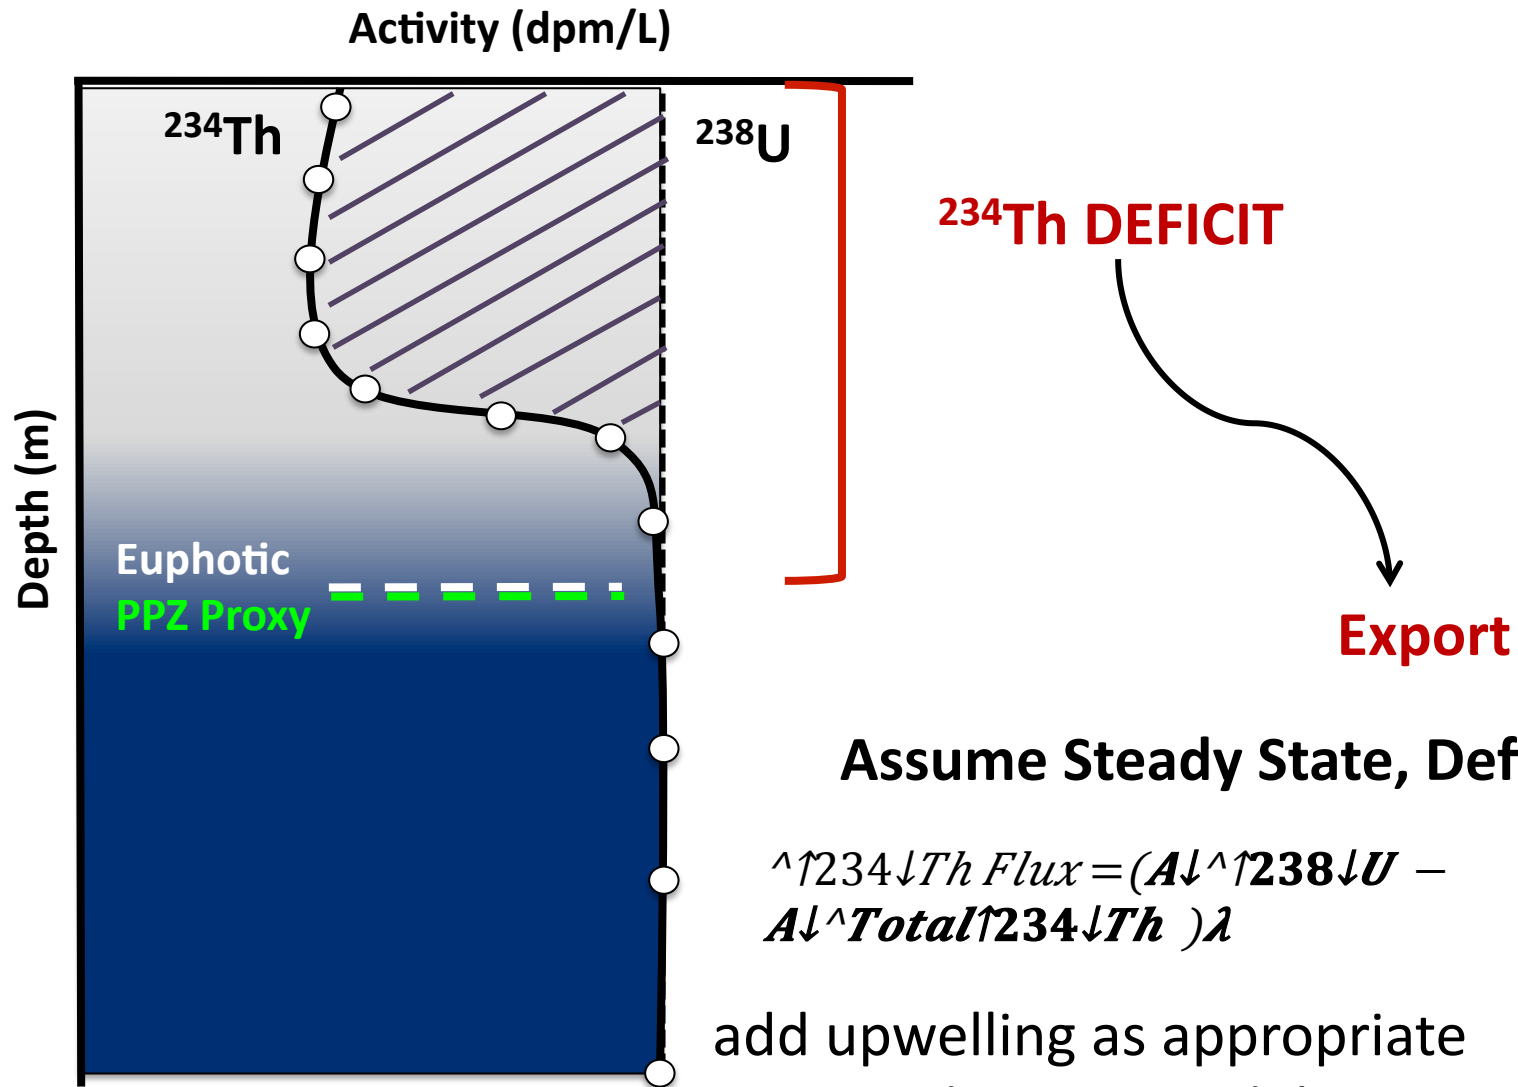 Activity (dpm/L)
²³⁴Th
²³⁸U
²³⁴Th DEFICIT
Depth (m)
Euphotic
PPZ Proxy
Export
Assume Steady State, Def
^↑234↓Th Flux=(A↓^↑238↓U −
A↓^Total↑234↓Th )λ
add upwelling as appropriate